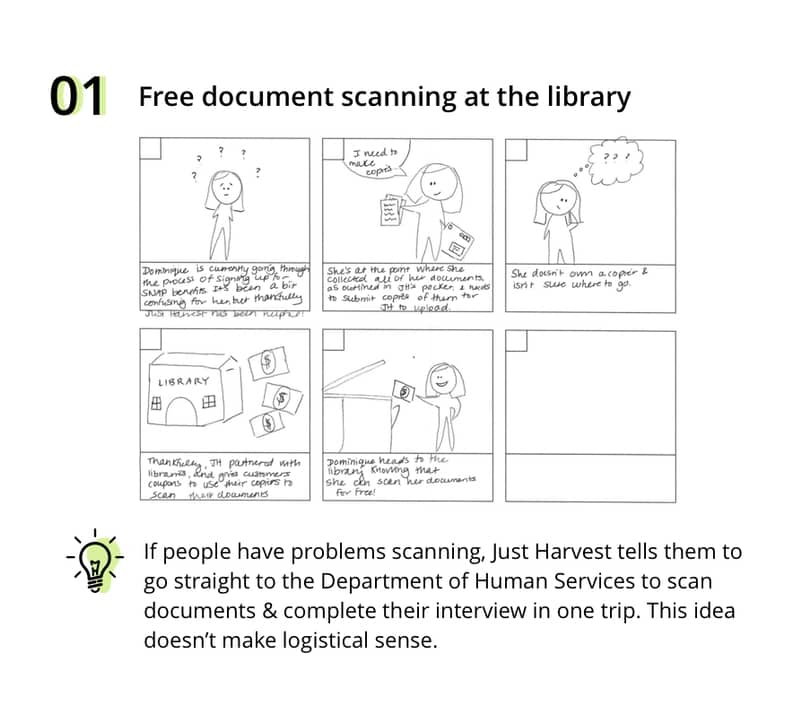 01
Free document scanning at the library
? ? ? ? ?
Dominique is currently going through
the process of signing up for
SNAP benefits. It's been a bit
confusing for her, but thankfully
Just Harvest has been helpful!
I need to
make
copies
She's at the point where she
collected all of her documents,
as outlined in JH's packet, & needs
to submit copies of them for
JH to upload.
? ? ?
She doesn't own a copier &
isn't sure where to go.
LIBRARY
$
$
$
Thankfully, JH partnered with
libraries, and gives customers
coupons to use their copiers to
scan their documents
$
Dominique heads to the
library knowing that
she can scan her documents
for free!
If people have problems scanning, Just Harvest tells them to
go straight to the Department of Human Services to scan
documents & complete their interview in one trip. This idea
doesn't make logistical sense.